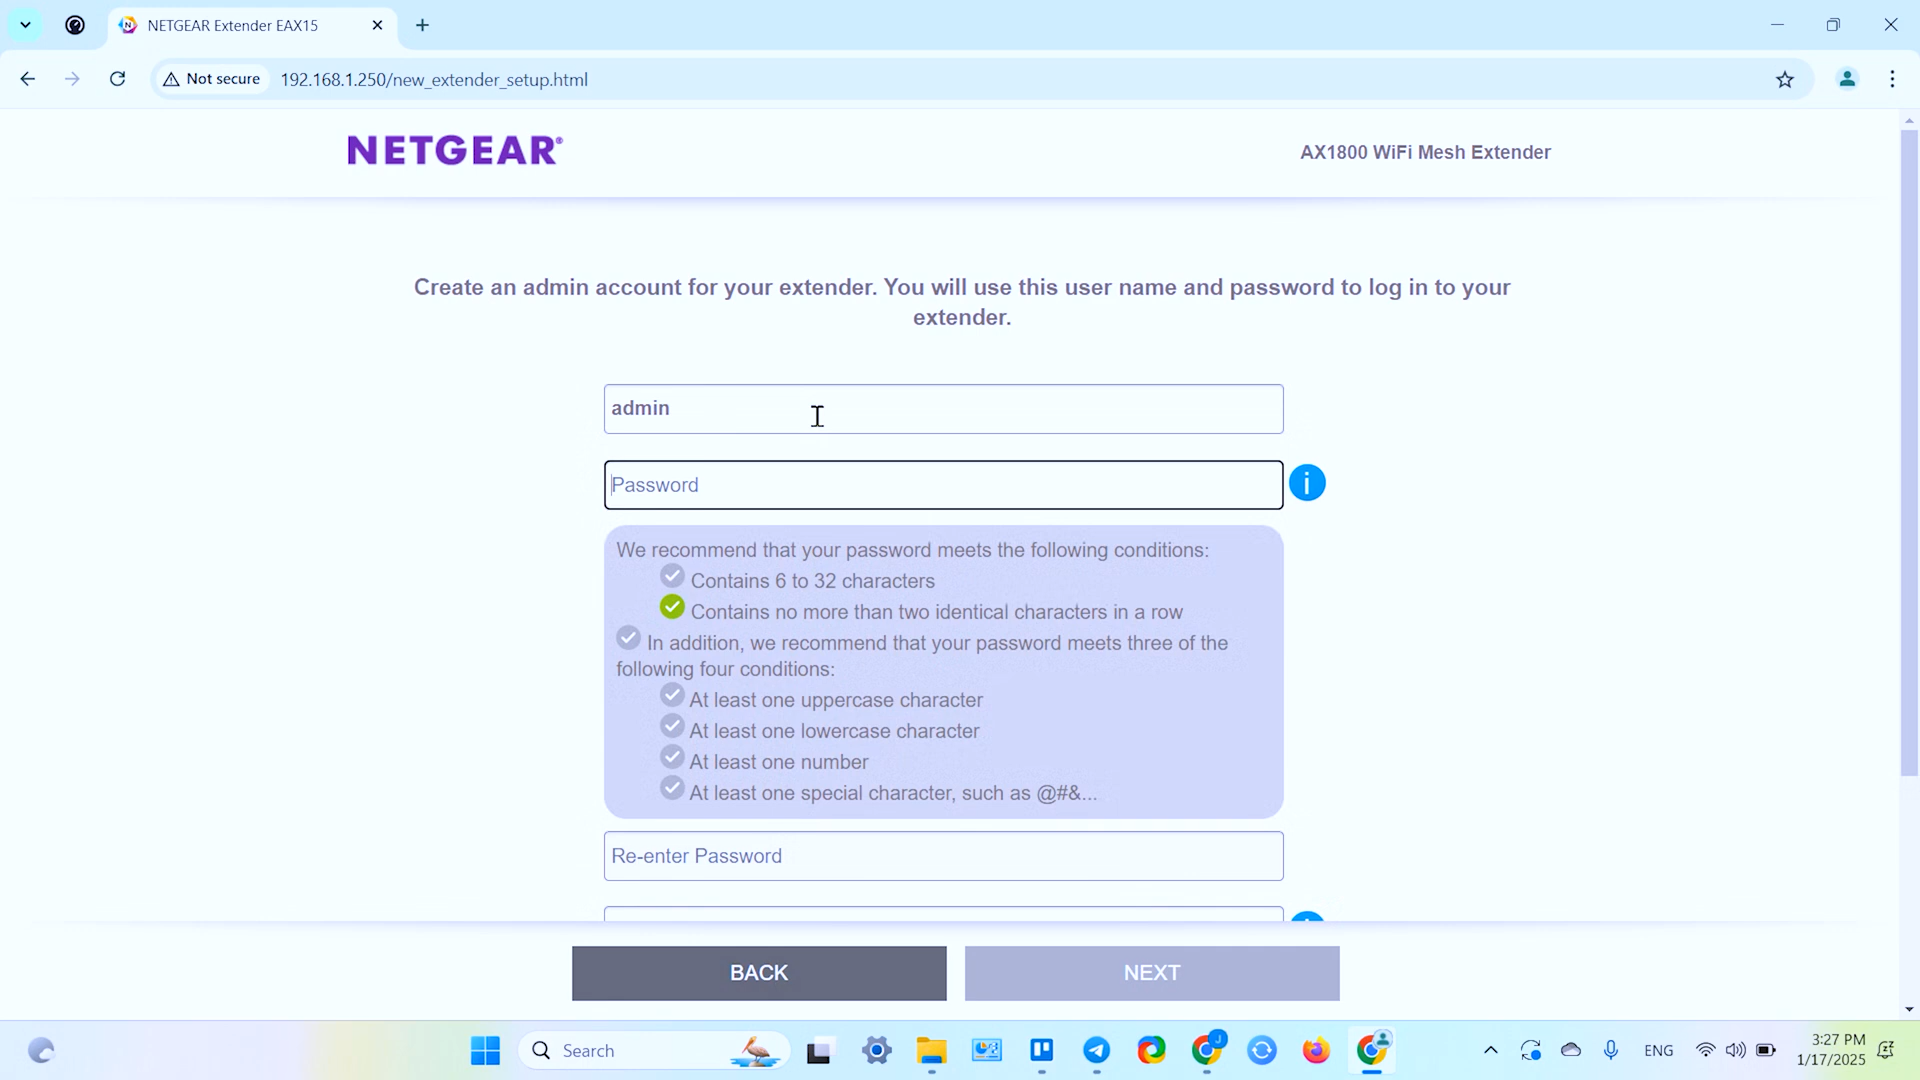 NETGEAR Extender EAX15
Not secure
192.168.1.250/new_extender_setup.html
NETGEAR®
AX1800 WiFi Mesh Extender
Create an admin account for your extender. You will use this user name and password to log in to your
extender.
admin
Password
We recommend that your password meets the following conditions:
Contains 6 to 32 characters
Contains no more than two identical characters in a row
In addition, we recommend that your password meets three of the
following four conditions:
At least one uppercase character
At least one lowercase character
At least one number
At least one special character, such as @#&...
Re-enter Password
BACK
NEXT
Search
ENG
3:27 PM
1/17/2025